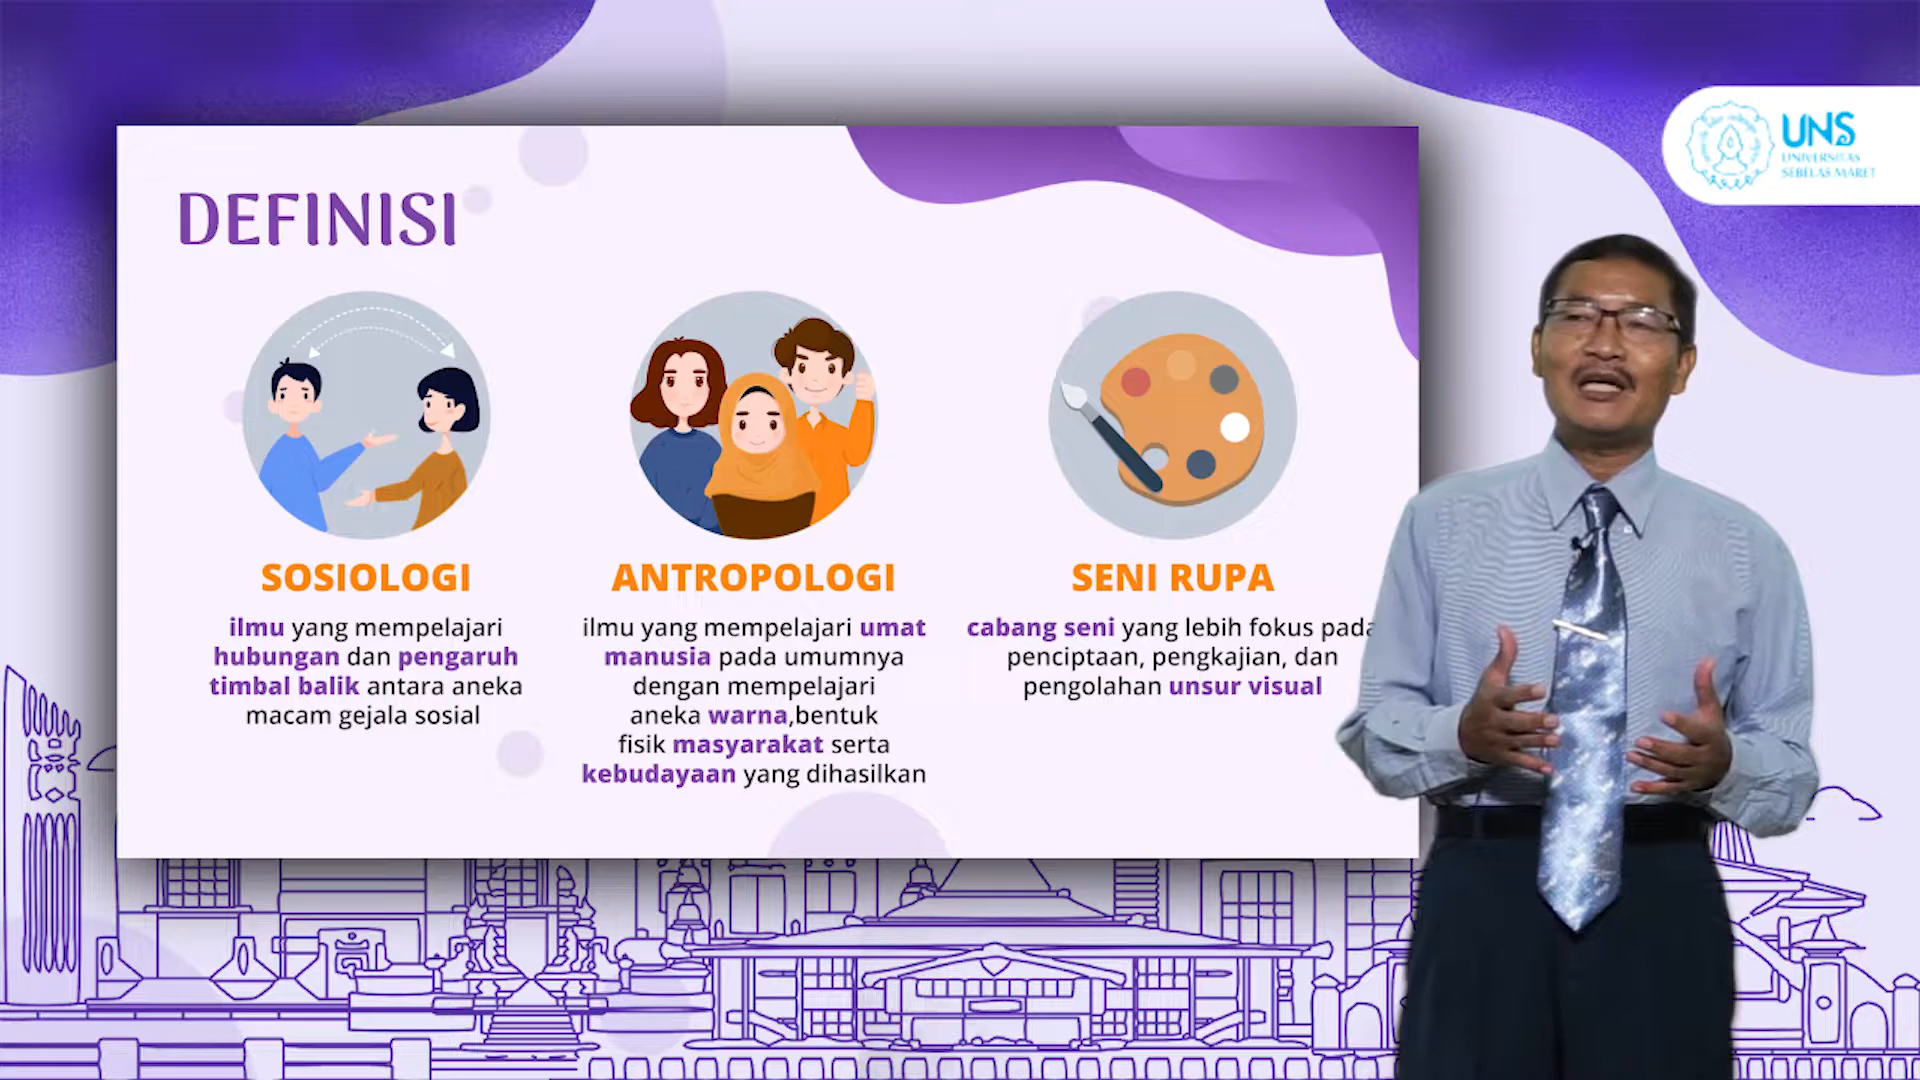 DEFINISI
UNS
UNIVERSITAS
SEBELAS MARET
SOSIOLOGI
ilmu yang mempelajari
hubungan dan pengaruh
timbal balik antara aneka
macam gejala sosial
ANTROPOLOGI
ilmu yang mempelajari umat
manusia pada umumnya
dengan mempelajari
aneka warna,bentuk
fisik masyarakat serta
kebudayaan yang dihasilkan
SENI RUPA
cabang seni yang lebih fokus pada
penciptaan, pengkajian, dan
pengolahan unsur visual